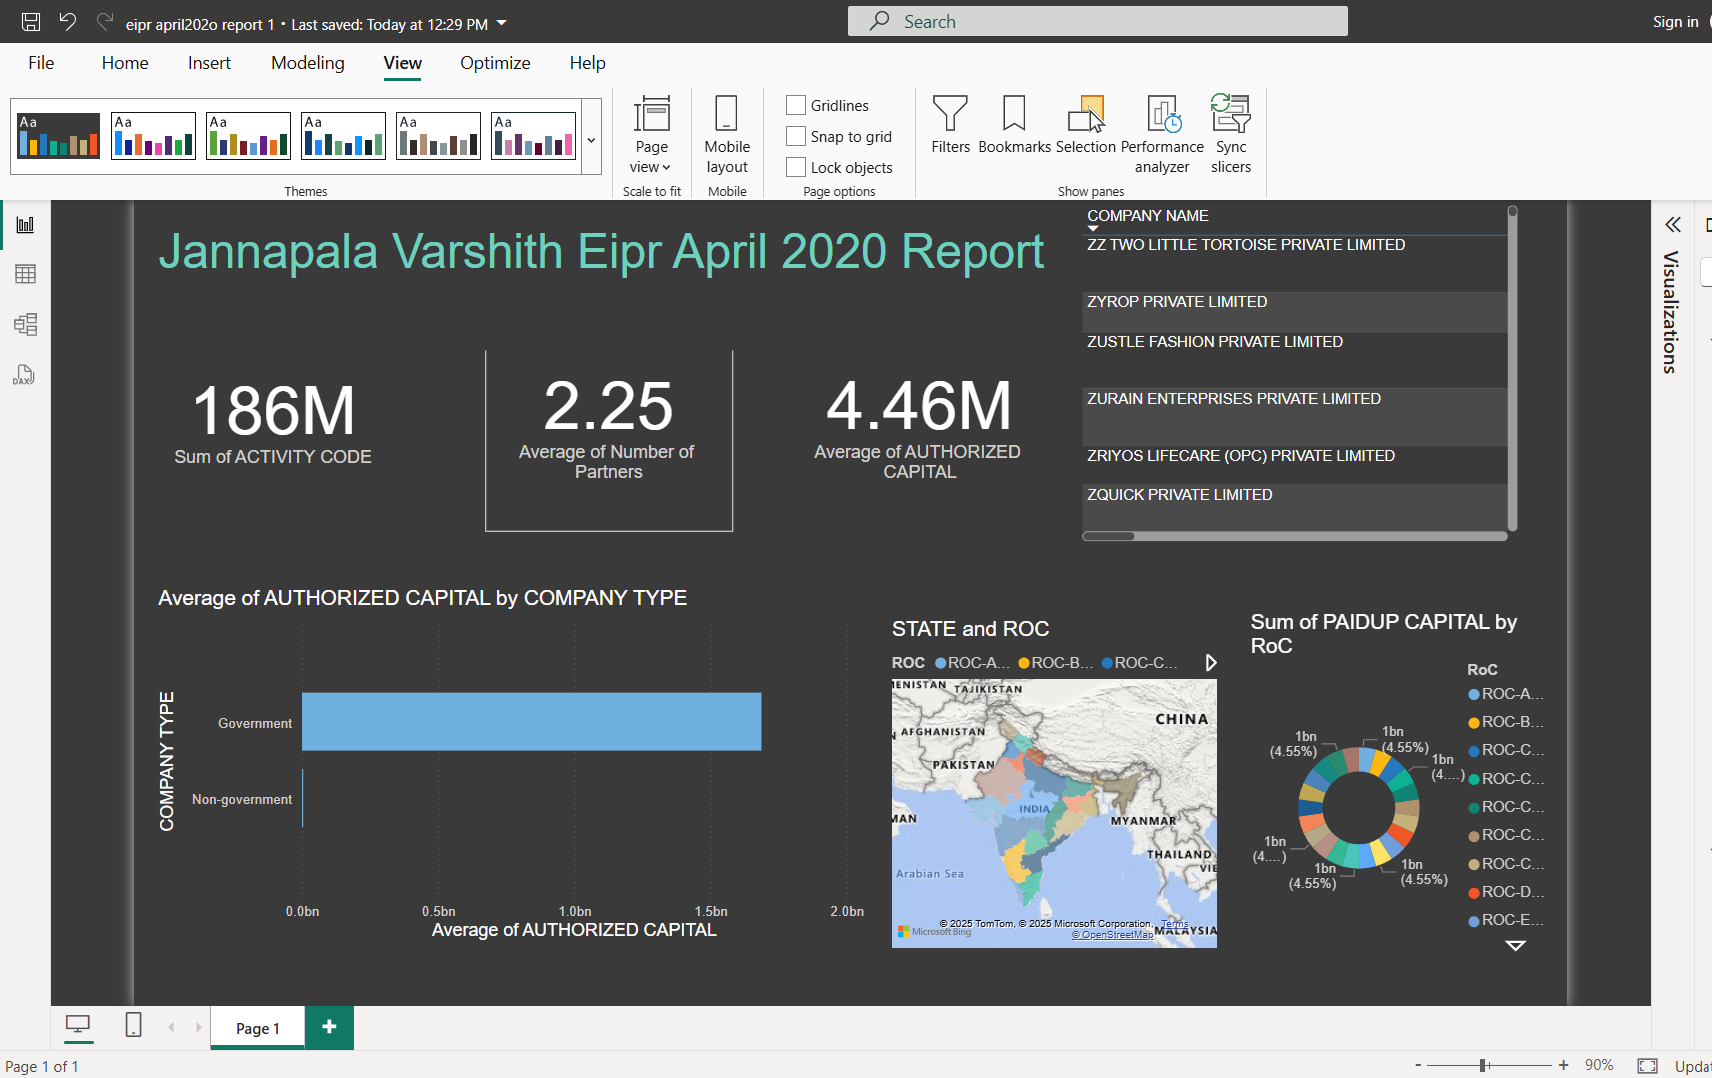 eipr april202o report 1 • Last saved: Today at 12:29 PM
Search
Sign in
File
Home
Insert
Modeling
View
Optimize
Help
Aa
Aa
Aa
Aa
Aa
Aa
Themes
Page view
Scale to fit
Mobile layout
Mobile
Gridlines
Snap to grid
Lock objects
Page options
Filters
Bookmarks
Selection
Performance analyzer
Sync slicers
Show panes
DAX
Jannapala Varshith Eipr April 2020 Report
COMPANY NAME
ZZ TWO LITTLE TORTOISE PRIVATE LIMITED
ZYROP PRIVATE LIMITED
ZUSTLE FASHION PRIVATE LIMITED
ZURAIN ENTERPRISES PRIVATE LIMITED
ZRIYOS LIFECARE (OPC) PRIVATE LIMITED
ZQUICK PRIVATE LIMITED
Visualizations
186M
Sum of ACTIVITY CODE
2.25
Average of Number of
Partners
4.46M
Average of AUTHORIZED
CAPITAL
Average of AUTHORIZED CAPITAL by COMPANY TYPE
COMPANY TYPE
Government
Non-government
0.0bn
0.5bn
1.0bn
1.5bn
2.0bn
Average of AUTHORIZED CAPITAL
STATE and ROC
ROC
ROC-A...
ROC-B...
ROC-C...
TAJIKISTAN
CHINA
AFGHANISTAN
PAKISTAN
INDIA
MYANMAR
THAILAND
Arabian Sea
© 2025 TomTom, © 2025 Microsoft Corporation, Terms
© OpenStreetMap
Microsoft Bing
MALAYSIA
Sum of PAIDUP CAPITAL by
RoC
RoC
ROC-A...
ROC-B...
ROC-C...
ROC-C...
ROC-C...
ROC-C...
ROC-C...
ROC-D...
ROC-E...
1bn
(4.55%)
1bn
(4.55%)
1bn
(4....)
1bn
(4....)
1bn
(4.55%)
1bn
(4.55%)
Page 1
Page 1 of 1
90%